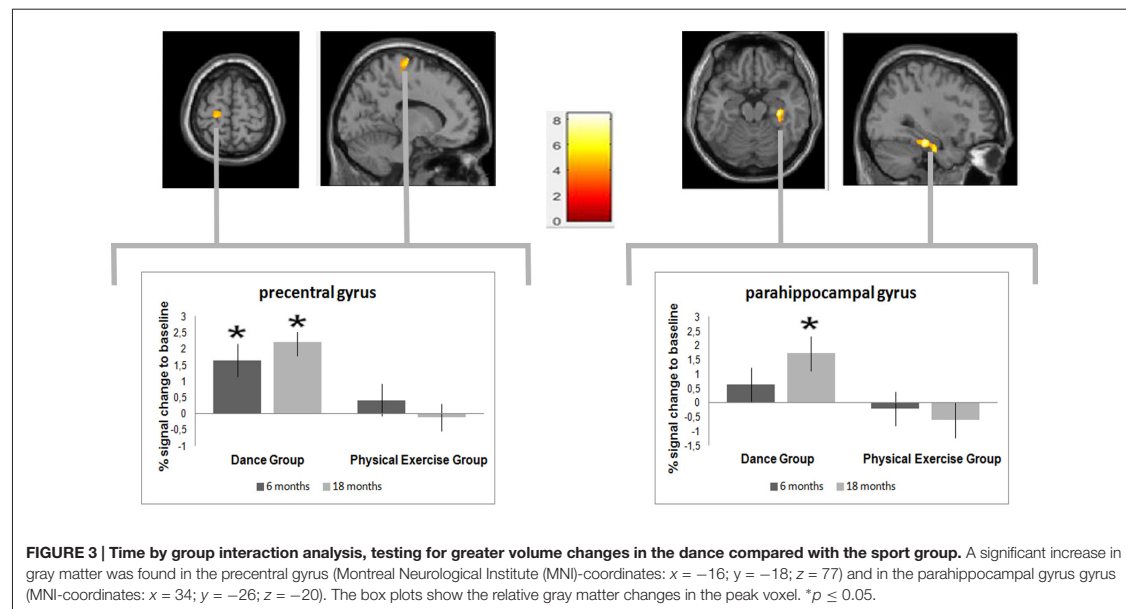 8
6
4
2
0
precentral gyrus
% signal change to baseline
3
2,5
2
1,5
1
0,5
0
-0,5
-1
*
*
Dance Group Physical Exercise Group
6 months 18 months
parahippocampal gyrus
% signal change to baseline
3
2,5
2
1,5
1
0,5
0
-0,5
-1
-1,5
*
Dance Group Physical Exercise Group
6 months 18 months
FIGURE 3 | Time by group interaction analysis, testing for greater volume changes in the dance compared with the sport group. A significant increase in
gray matter was found in the precentral gyrus (Montreal Neurological Institute (MNI)-coordinates: x = −16; y = −18; z = 77) and in the parahippocampal gyrus gyrus
(MNI-coordinates: x = 34; y = −26; z = −20). The box plots show the relative gray matter changes in the peak voxel. *p ≤ 0.05.